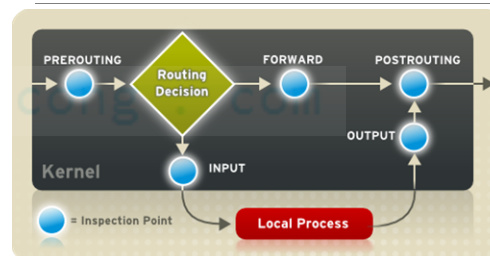 PREROUTING
Routing
Decision
FORWARD
POSTROUTING
INPUT
OUTPUT
Kernel
= Inspection Point
Local Process